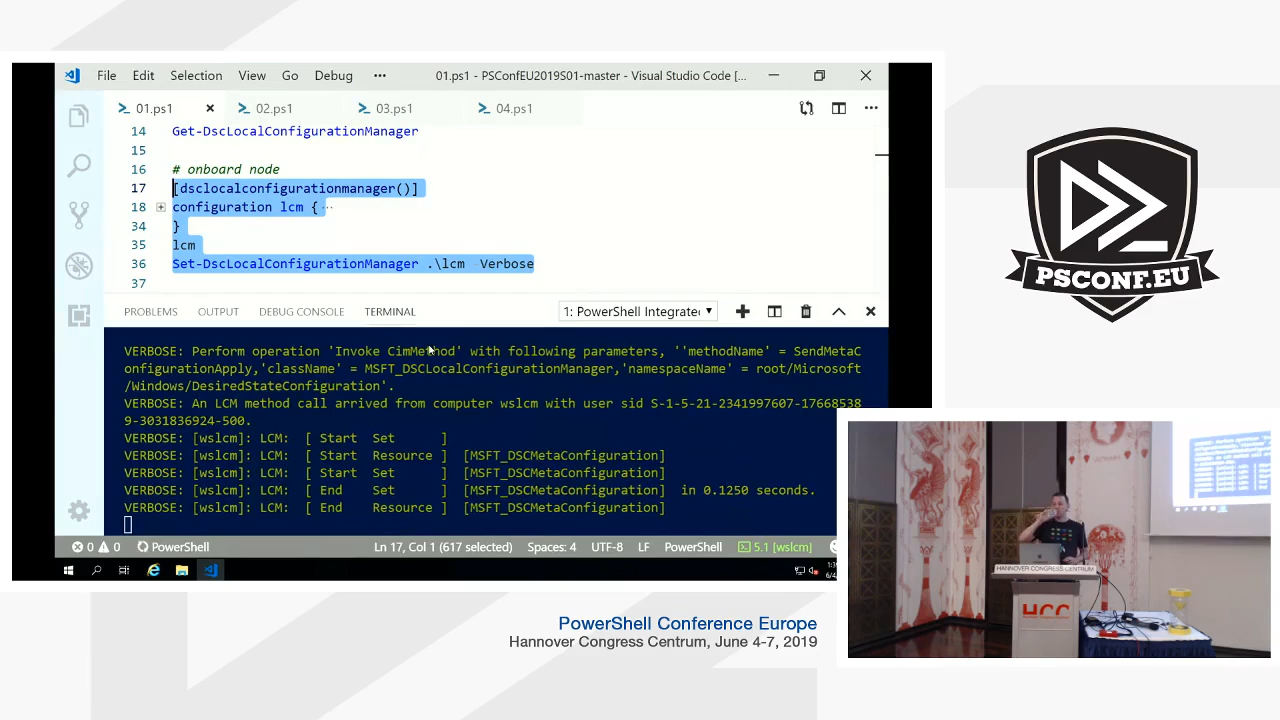 File Edit Selection View Go Debug ••• 01.ps1 - PSConfEU2019S01-master - Visual Studio Code [...
01.ps1 02.ps1 03.ps1 04.ps1
14 Get-DscLocalConfigurationManager
15
16 # onboard node
17 [dsclocalconfigurationmanager()]
18 configuration lcm { ...
34 }
35 lcm
36 Set-DscLocalConfigurationManager .\lcm -Verbose
37
PROBLEMS OUTPUT DEBUG CONSOLE TERMINAL 1: PowerShell Integrate
VERBOSE: Perform operation 'Invoke CimMethod' with following parameters, ''methodName' = SendMetaC
onfigurationApply,'className' = MSFT_DSCLocalConfigurationManager,'namespaceName' = root/Microsoft
/Windows/DesiredStateConfiguration'.
VERBOSE: An LCM method call arrived from computer wslcm with user sid S-1-5-21-2341997607-17668538
9-3031836924-500.
VERBOSE: [wslcm]: LCM: [ Start Set ]
VERBOSE: [wslcm]: LCM: [ Start Resource ] [MSFT_DSCMetaConfiguration]
VERBOSE: [wslcm]: LCM: [ Start Set ] [MSFT_DSCMetaConfiguration]
VERBOSE: [wslcm]: LCM: [ End Set ] [MSFT_DSCMetaConfiguration] in 0.1250 seconds.
VERBOSE: [wslcm]: LCM: [ End Resource ] [MSFT_DSCMetaConfiguration]
0 0 PowerShell Ln 17, Col 1 (617 selected) Spaces: 4 UTF-8 LF PowerShell 5.1 [wslcm]
PSCONF.EU
HANNOVER CONGRESS CENTRUM
HCC
PowerShell Conference Europe
Hannover Congress Centrum, June 4-7, 2019